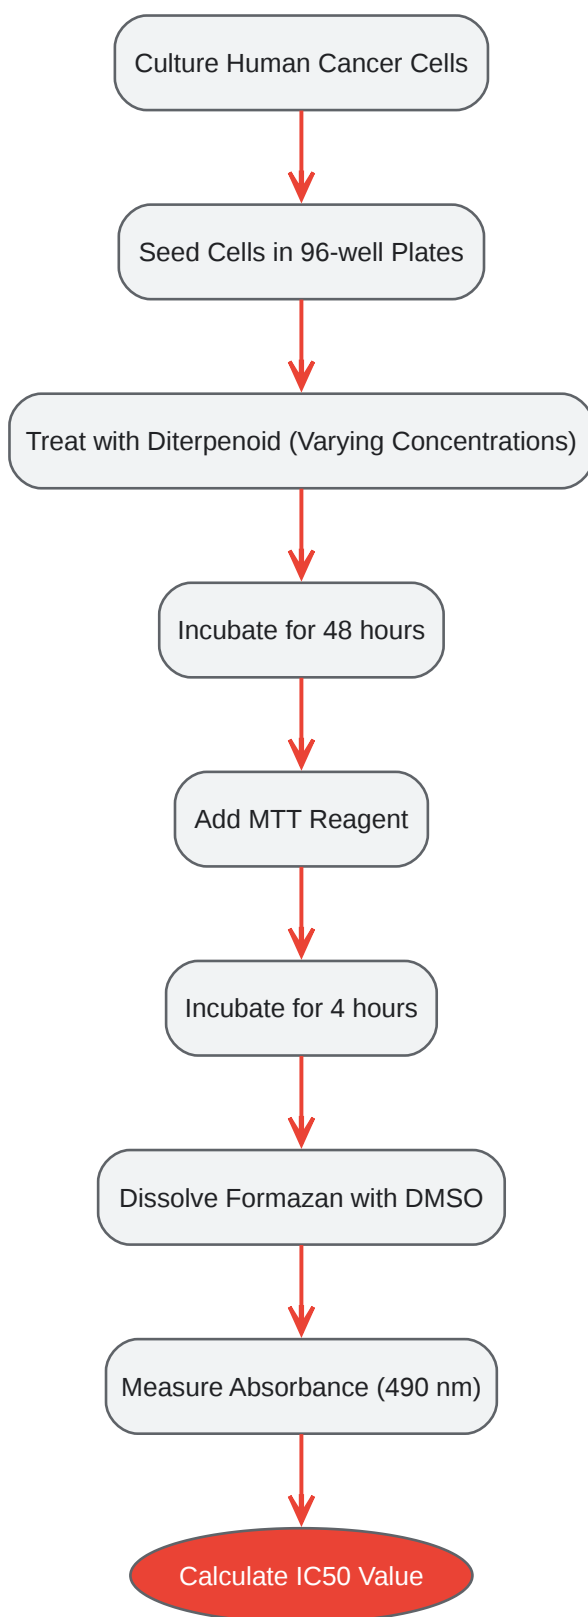 Culture Human Cancer Cells
Seed Cells in 96-well Plates
Treat with Diterpenoid (Varying Concentrations)
Incubate for 48 hours
Add MTT Reagent
Incubate for 4 hours
Dissolve Formazan with DMSO
Measure Absorbance (490 nm)
Calculate IC50 Value